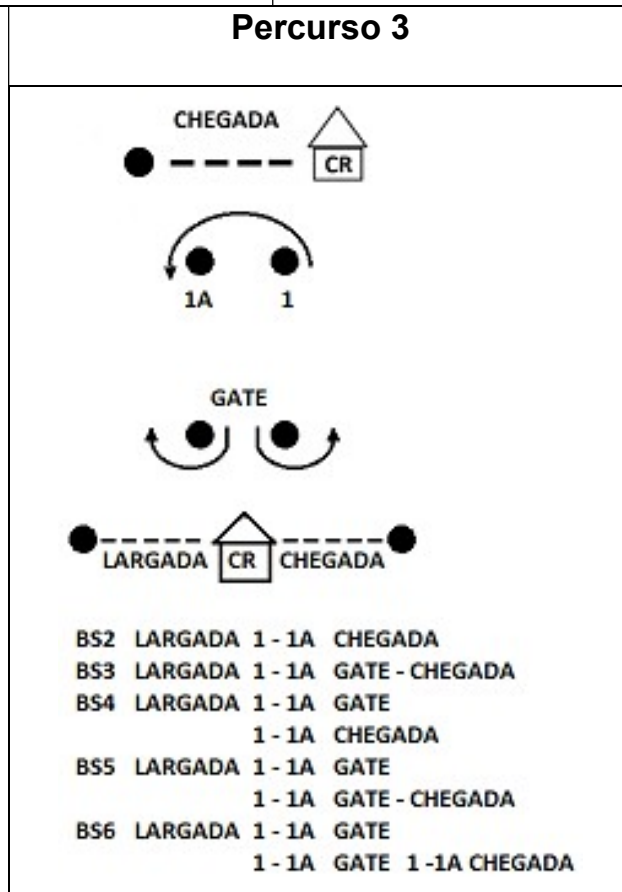 Percurso 3
CHEGADA
CR
1A 1
GATE
LARGADA CR CHEGADA
BS2 LARGADA 1 - 1A CHEGADA
BS3 LARGADA 1 - 1A GATE - CHEGADA
BS4 LARGADA 1 - 1A GATE
1 - 1A CHEGADA
BS5 LARGADA 1 - 1A GATE
1 - 1A GATE - CHEGADA
BS6 LARGADA 1 - 1A GATE
1 - 1A GATE 1 -1A CHEGADA